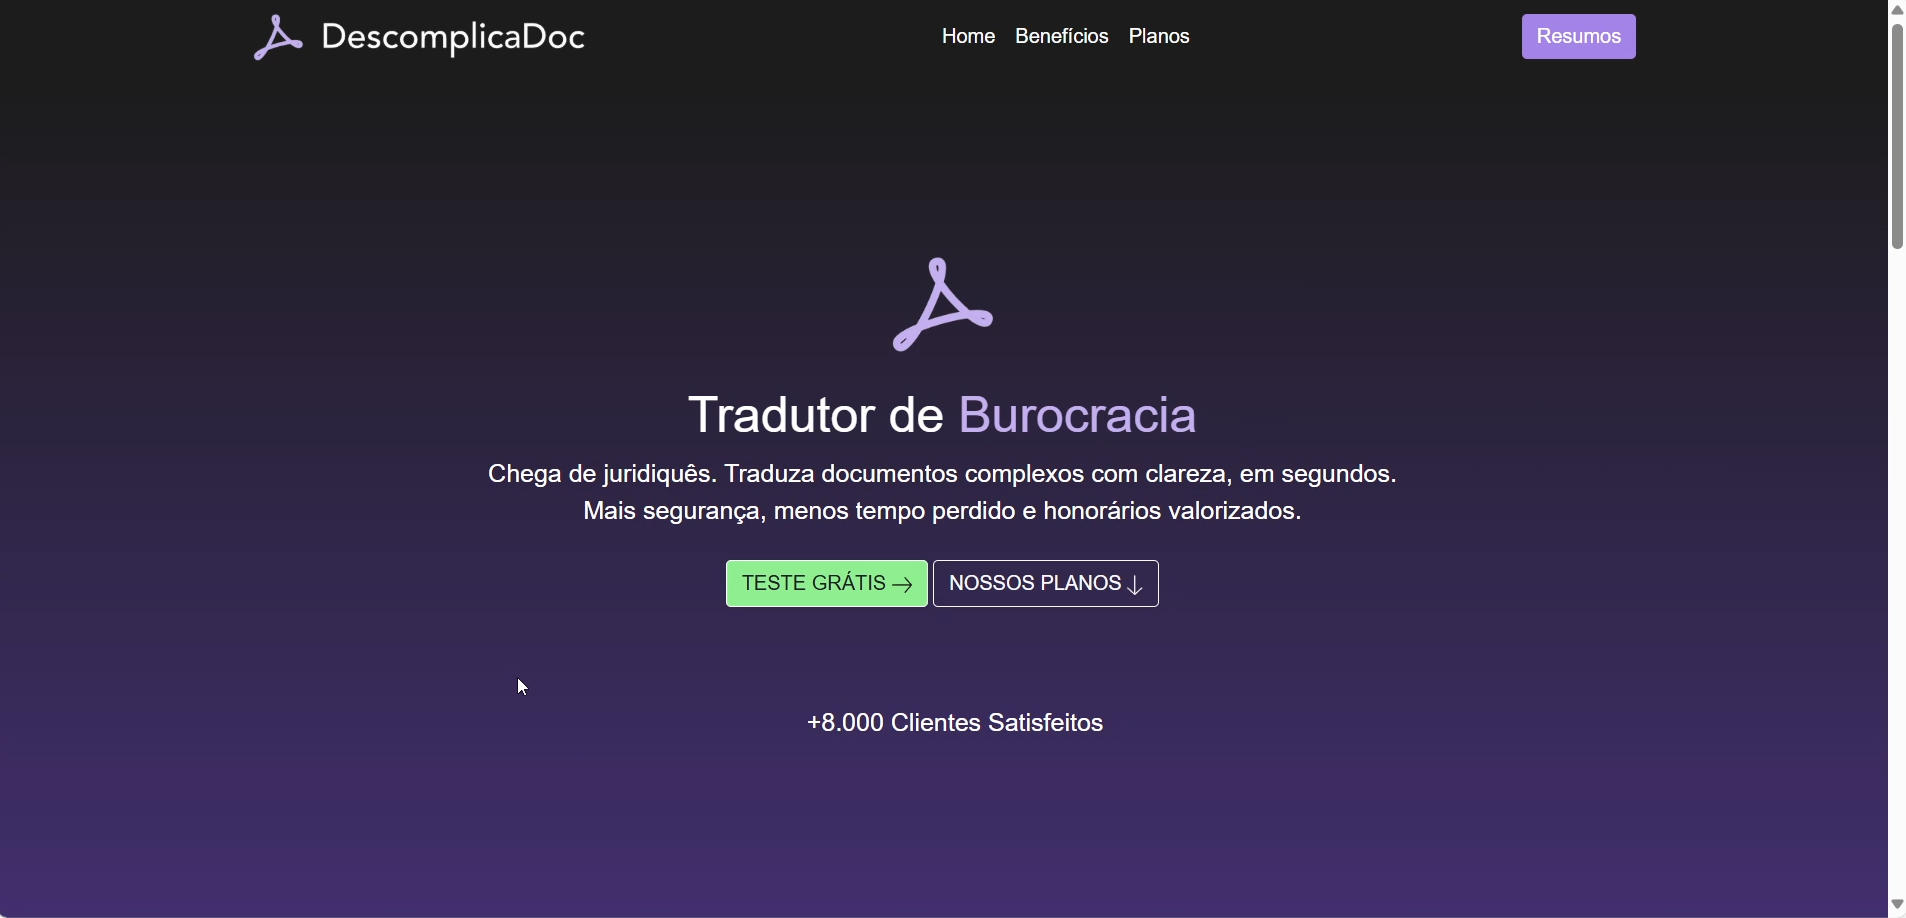 DescomplicaDoc
Home Benefícios Planos
Resumos
Tradutor de Burocracia
Chega de juridiquês. Traduza documentos complexos com clareza, em segundos.
Mais segurança, menos tempo perdido e honorários valorizados.
TESTE GRÁTIS →
NOSSOS PLANOS ↓
+8.000 Clientes Satisfeitos